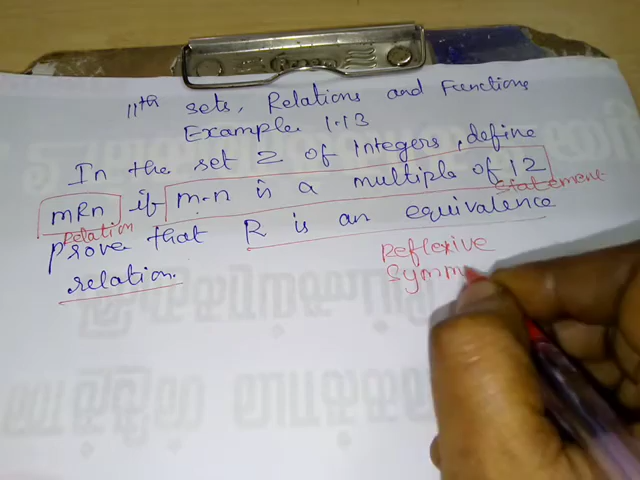 11th sets, Relations and Functions
Example 1.13
In the set Z of Integers, define
mRn if m-n is a multiple of 12
Relation
Statement
prove that R is an equivalence
relation.
Reflexive
Symm